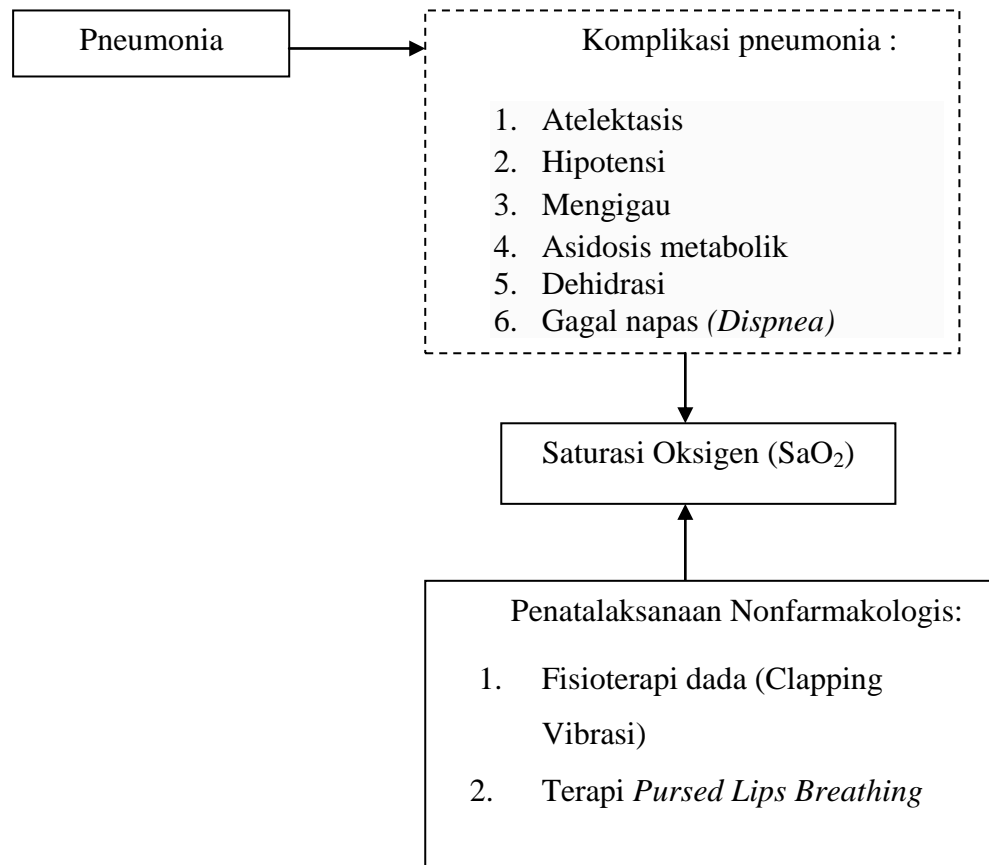 Pneumonia
Komplikasi pneumonia :
1. Atelektasis
2. Hipotensi
3. Mengigau
4. Asidosis metabolik
5. Dehidrasi
6. Gagal napas (Dispnea)
Saturasi Oksigen (SaO₂)
Penatalaksanaan Nonfarmakologis:
1. Fisioterapi dada (Clapping
Vibrasi)
2. Terapi Pursed Lips Breathing